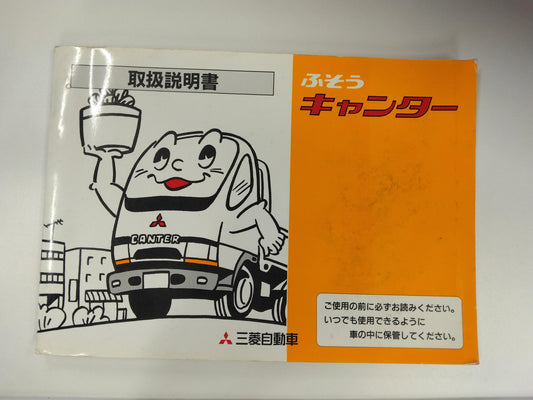 取扱説明書
ふそう
キャンター
CANTER
三菱自動車
ご使用の前に必ずお読みください。
いつでも使用できるように
車の中に保管してください。